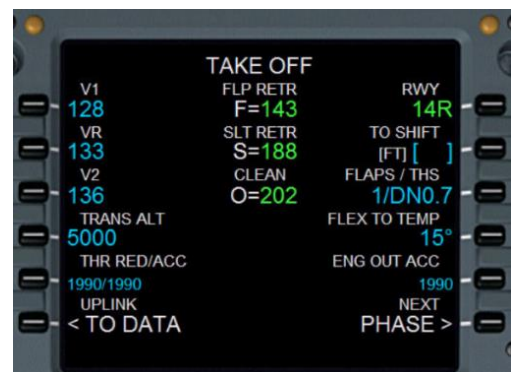 TAKE OFF
V1 FLP RETR RWY
128 F=143 14R
VR SLT RETR TO SHIFT
133 S=188 [FT] [ ]
V2 CLEAN FLAPS / THS
136 O=202 1/DN0.7
TRANS ALT FLEX TO TEMP
5000 15°
THR RED/ACC ENG OUT ACC
1990/1990 1990
UPLINK NEXT
< TO DATA PHASE >